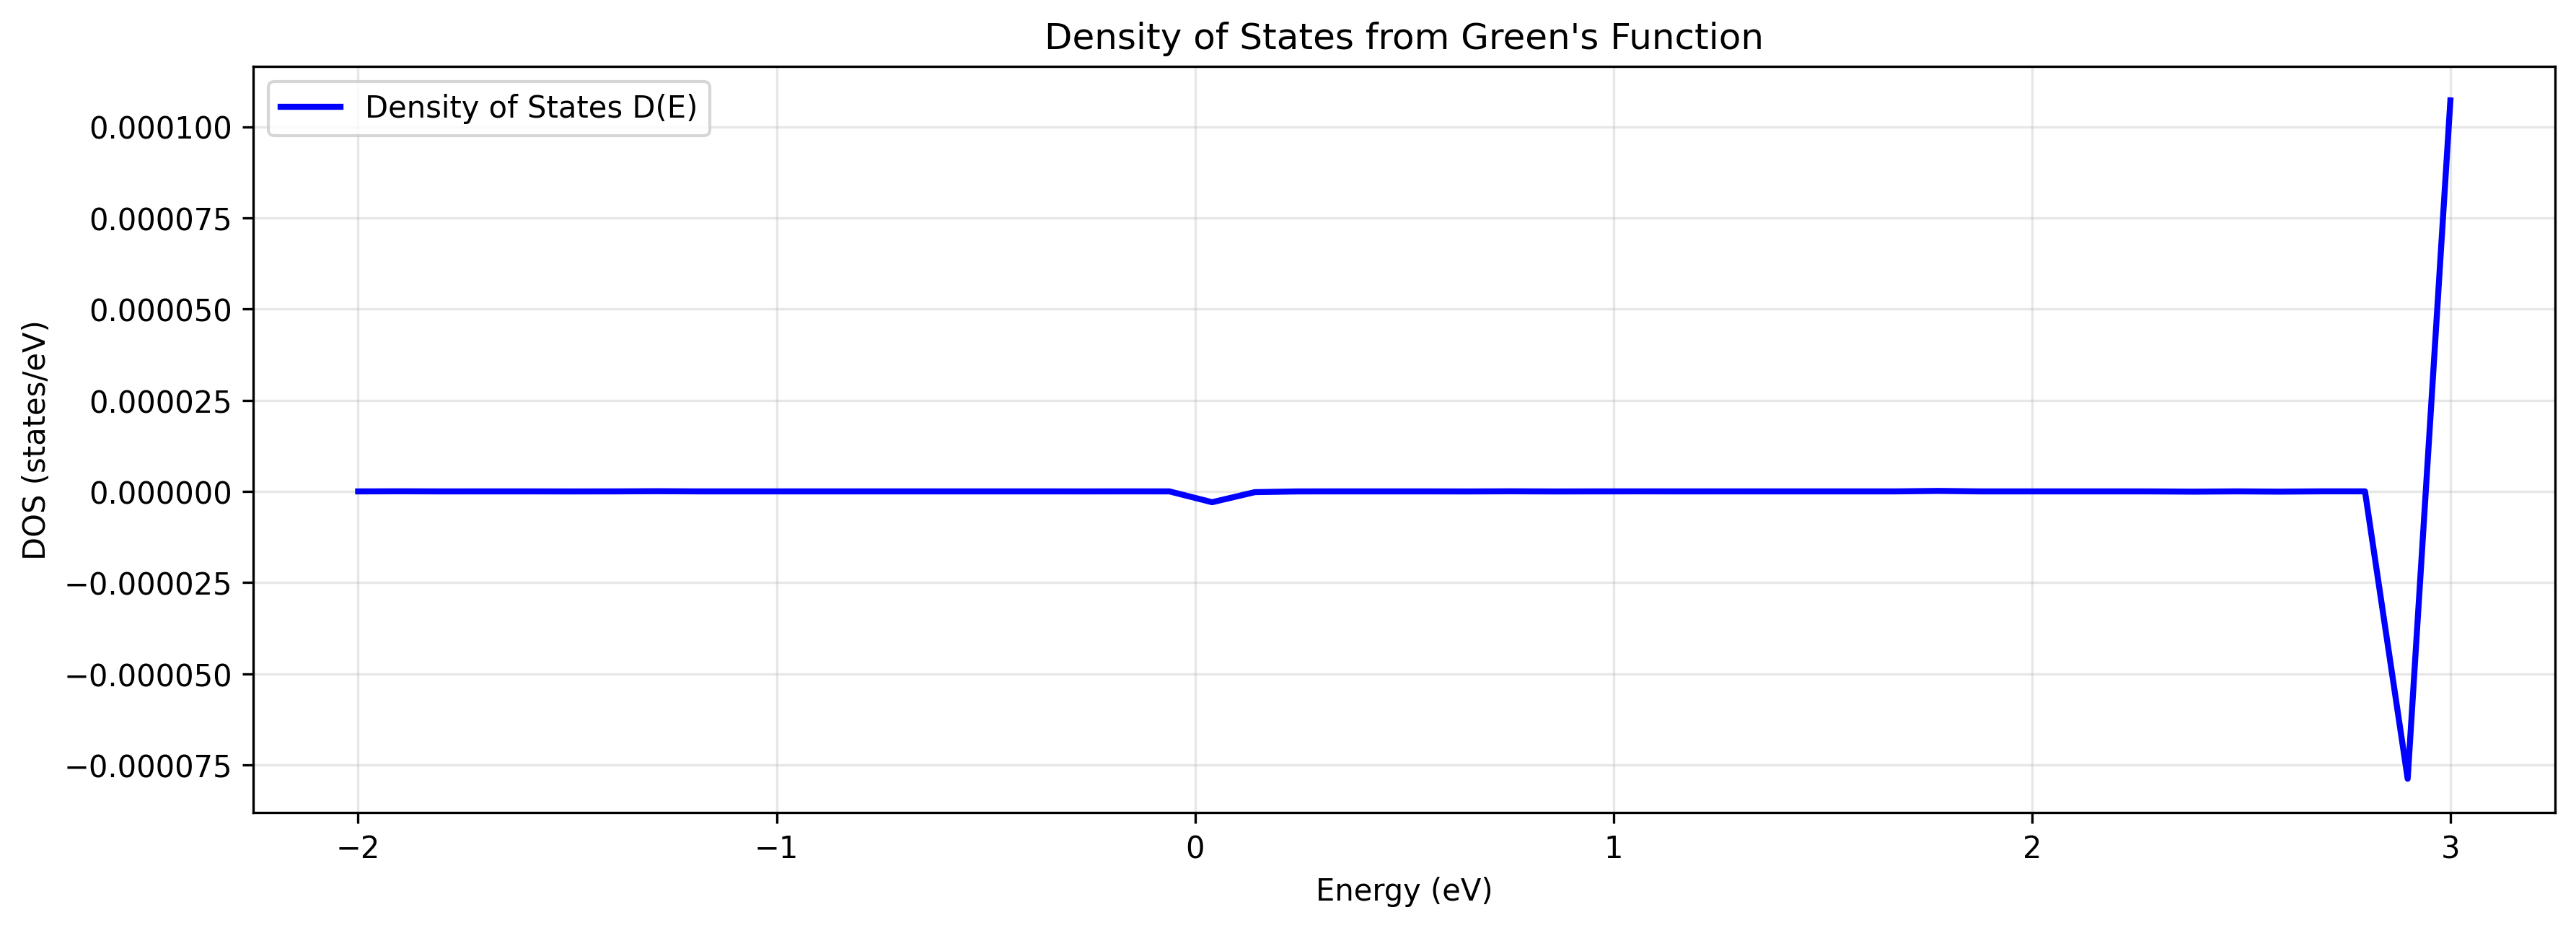 Density of States from Green's Function
Density of States D(E)
DOS (states/eV)
0.000100
0.000075
0.000050
0.000025
0.000000
−0.000025
−0.000050
−0.000075
−2 −1 0 1 2 3
Energy (eV)